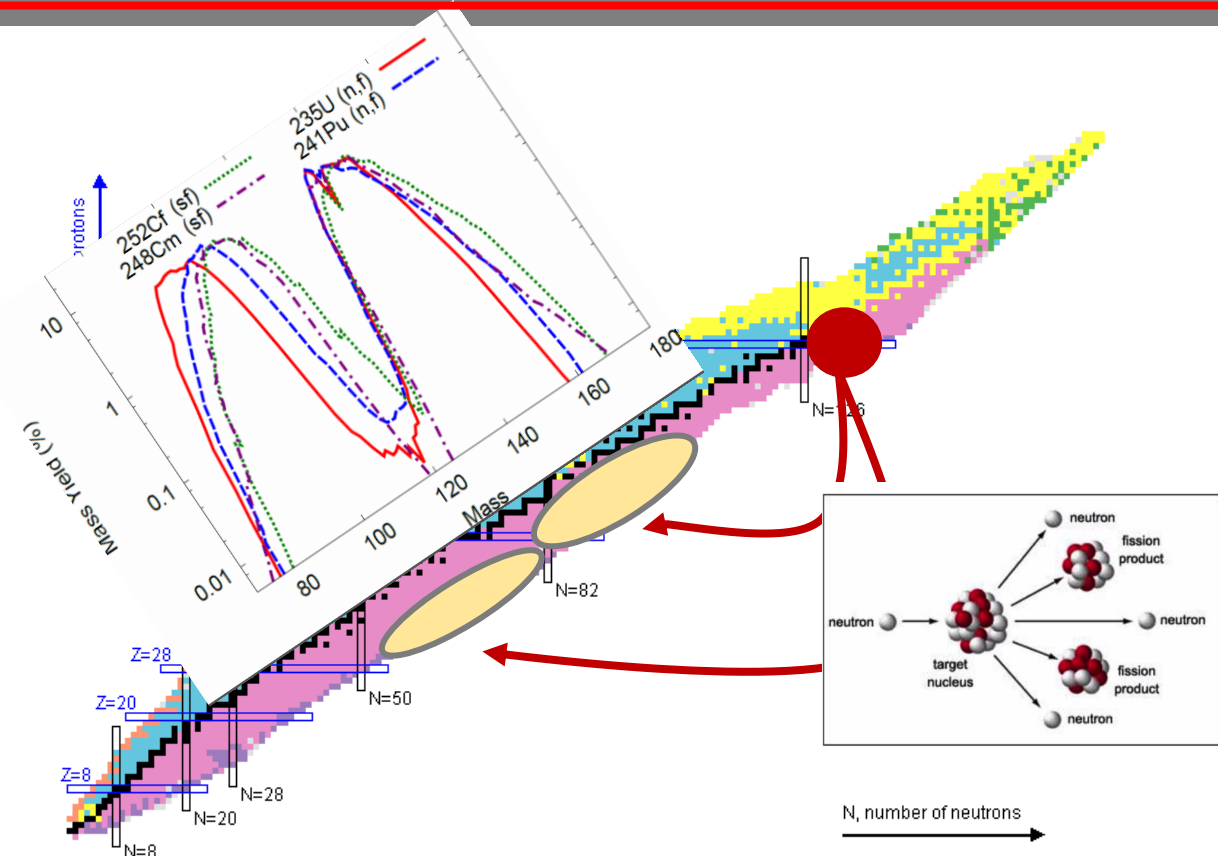 235U (n,f)
241Pu (n,f)
252Cf (sf)
248Cm (sf)
10
1
0.1
0.01
Mass Yield (%)
80
100
120
140
160
180
Mass
N=126
N=82
N=50
N=28
N=20
N=8
Z=28
Z=20
Z=8
neutron
fission
product
neutron
neutron
target
nucleus
fission
product
neutron
N, number of neutrons